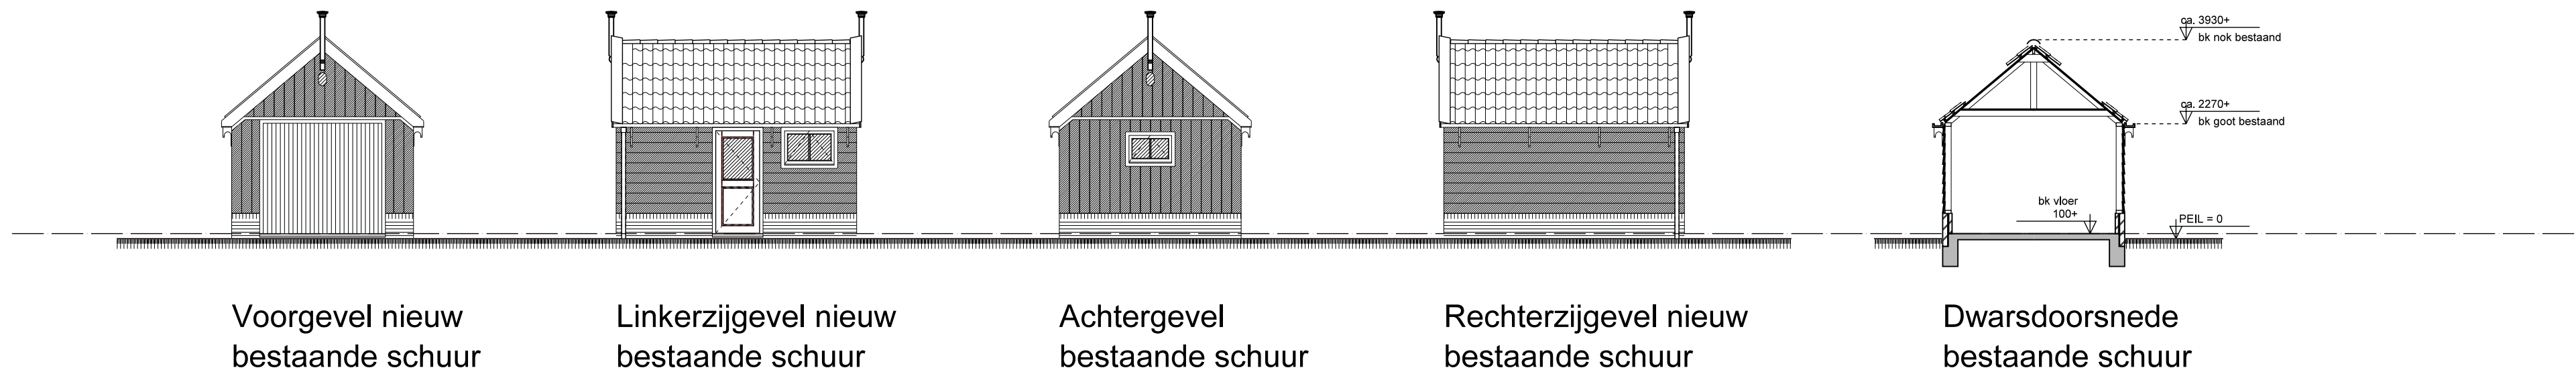 ca. 3930+
bk nok bestaand
ca. 2270+
bk goot bestaand
bk vloer
100+
PEIL = 0
Voorgevel nieuw
bestaande schuur
Linkerzijgevel nieuw
bestaande schuur
Achtergevel
bestaande schuur
Rechterzijgevel nieuw
bestaande schuur
Dwarsdoorsnede
bestaande schuur